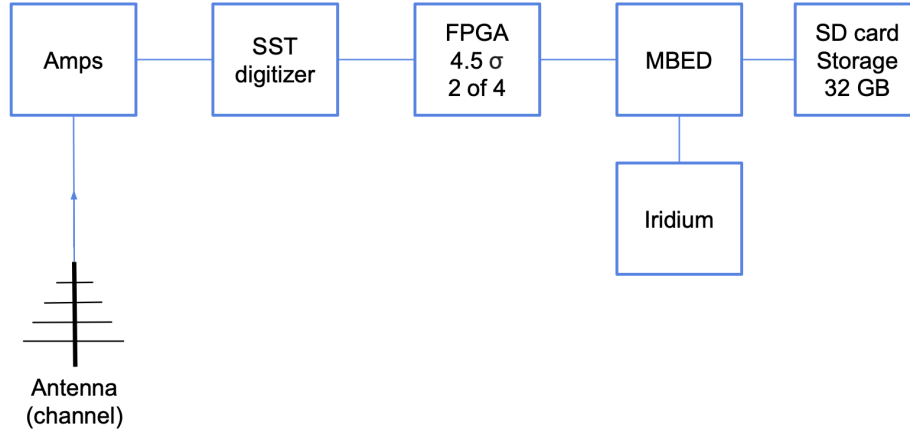 Amps
SST
digitizer
FPGA
4.5 σ
2 of 4
MBED
SD card
Storage
32 GB
Iridium
Antenna
(channel)